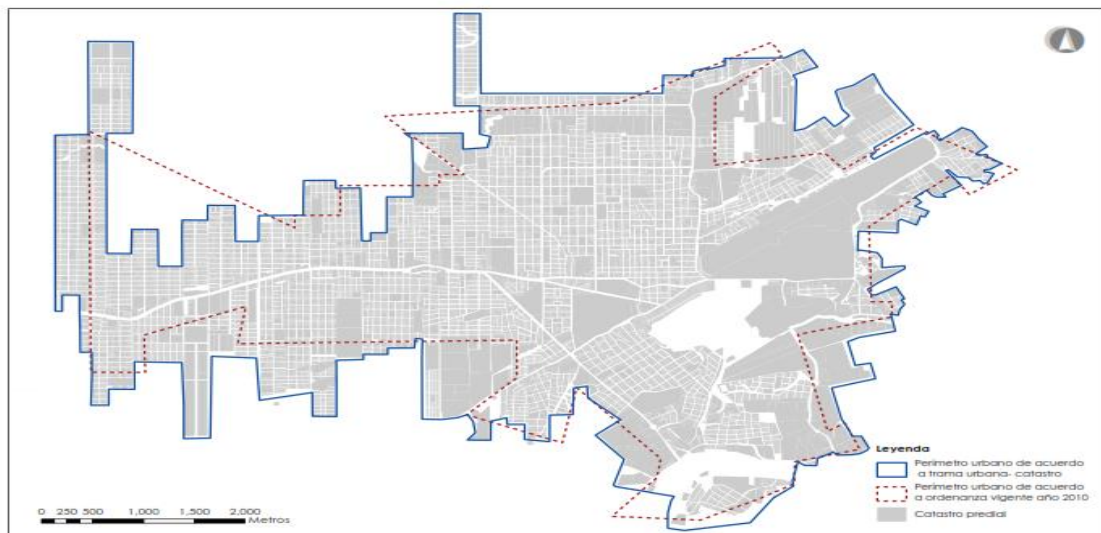 Leyenda
Perímetro urbano de acuerdo
a trama urbana- catastro
Perímetro urbano de acuerdo
a ordenanza vigente año 2010
Catastro predial
0 250 500 1,000 1,500 2,000
Metros